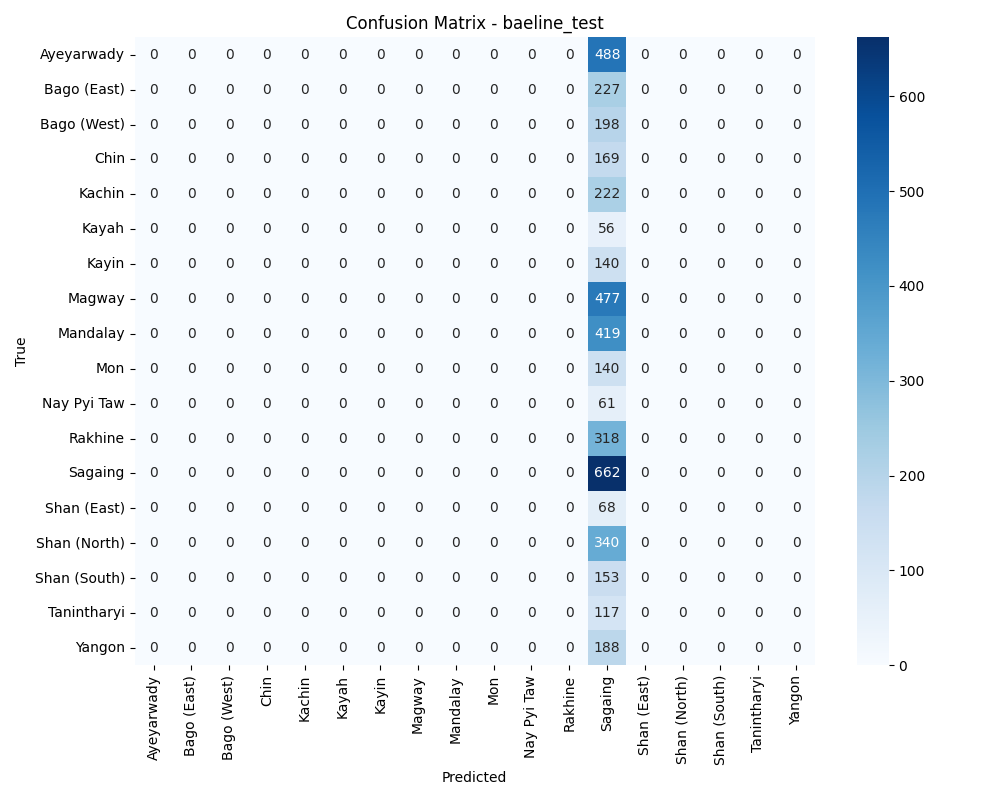 Confusion Matrix - baeline_test
True
Ayeyarwady 0 0 0 0 0 0 0 0 0 0 0 0 488 0 0 0 0 0
Bago (East) 0 0 0 0 0 0 0 0 0 0 0 0 227 0 0 0 0 0
Bago (West) 0 0 0 0 0 0 0 0 0 0 0 0 198 0 0 0 0 0
Chin 0 0 0 0 0 0 0 0 0 0 0 0 169 0 0 0 0 0
Kachin 0 0 0 0 0 0 0 0 0 0 0 0 222 0 0 0 0 0
Kayah 0 0 0 0 0 0 0 0 0 0 0 0 56 0 0 0 0 0
Kayin 0 0 0 0 0 0 0 0 0 0 0 0 140 0 0 0 0 0
Magway 0 0 0 0 0 0 0 0 0 0 0 0 477 0 0 0 0 0
Mandalay 0 0 0 0 0 0 0 0 0 0 0 0 419 0 0 0 0 0
Mon 0 0 0 0 0 0 0 0 0 0 0 0 140 0 0 0 0 0
Nay Pyi Taw 0 0 0 0 0 0 0 0 0 0 0 0 61 0 0 0 0 0
Rakhine 0 0 0 0 0 0 0 0 0 0 0 0 318 0 0 0 0 0
Sagaing 0 0 0 0 0 0 0 0 0 0 0 0 662 0 0 0 0 0
Shan (East) 0 0 0 0 0 0 0 0 0 0 0 0 68 0 0 0 0 0
Shan (North) 0 0 0 0 0 0 0 0 0 0 0 0 340 0 0 0 0 0
Shan (South) 0 0 0 0 0 0 0 0 0 0 0 0 153 0 0 0 0 0
Tanintharyi 0 0 0 0 0 0 0 0 0 0 0 0 117 0 0 0 0 0
Yangon 0 0 0 0 0 0 0 0 0 0 0 0 188 0 0 0 0 0
Ayeyarwady
Bago (East)
Bago (West)
Chin
Kachin
Kayah
Kayin
Magway
Mandalay
Mon
Nay Pyi Taw
Rakhine
Sagaing
Shan (East)
Shan (North)
Shan (South)
Tanintharyi
Yangon
Predicted
600
500
400
300
200
100
0